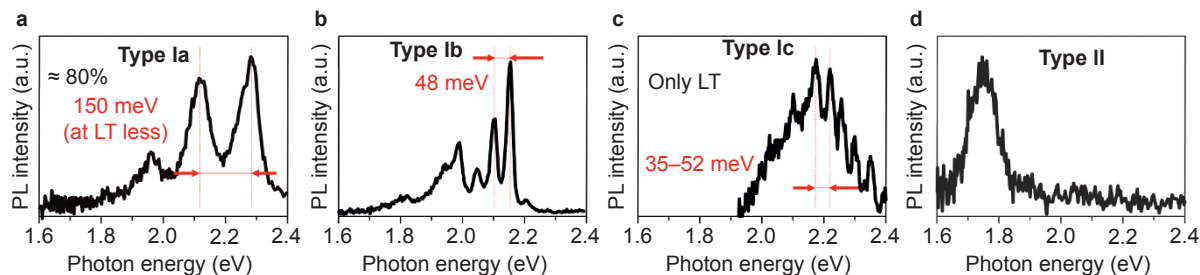 a
PL intensity (a.u.)
Type Ia
≈ 80%
150 meV
(at LT less)
1.6 1.8 2.0 2.2 2.4
Photon energy (eV)
b
PL intensity (a.u.)
Type Ib
48 meV
1.6 1.8 2.0 2.2 2.4
Photon energy (eV)
c
PL intensity (a.u.)
Type Ic
Only LT
35–52 meV
1.6 1.8 2.0 2.2 2.4
Photon energy (eV)
d
PL intensity (a.u.)
Type II
1.6 1.8 2.0 2.2 2.4
Photon energy (eV)